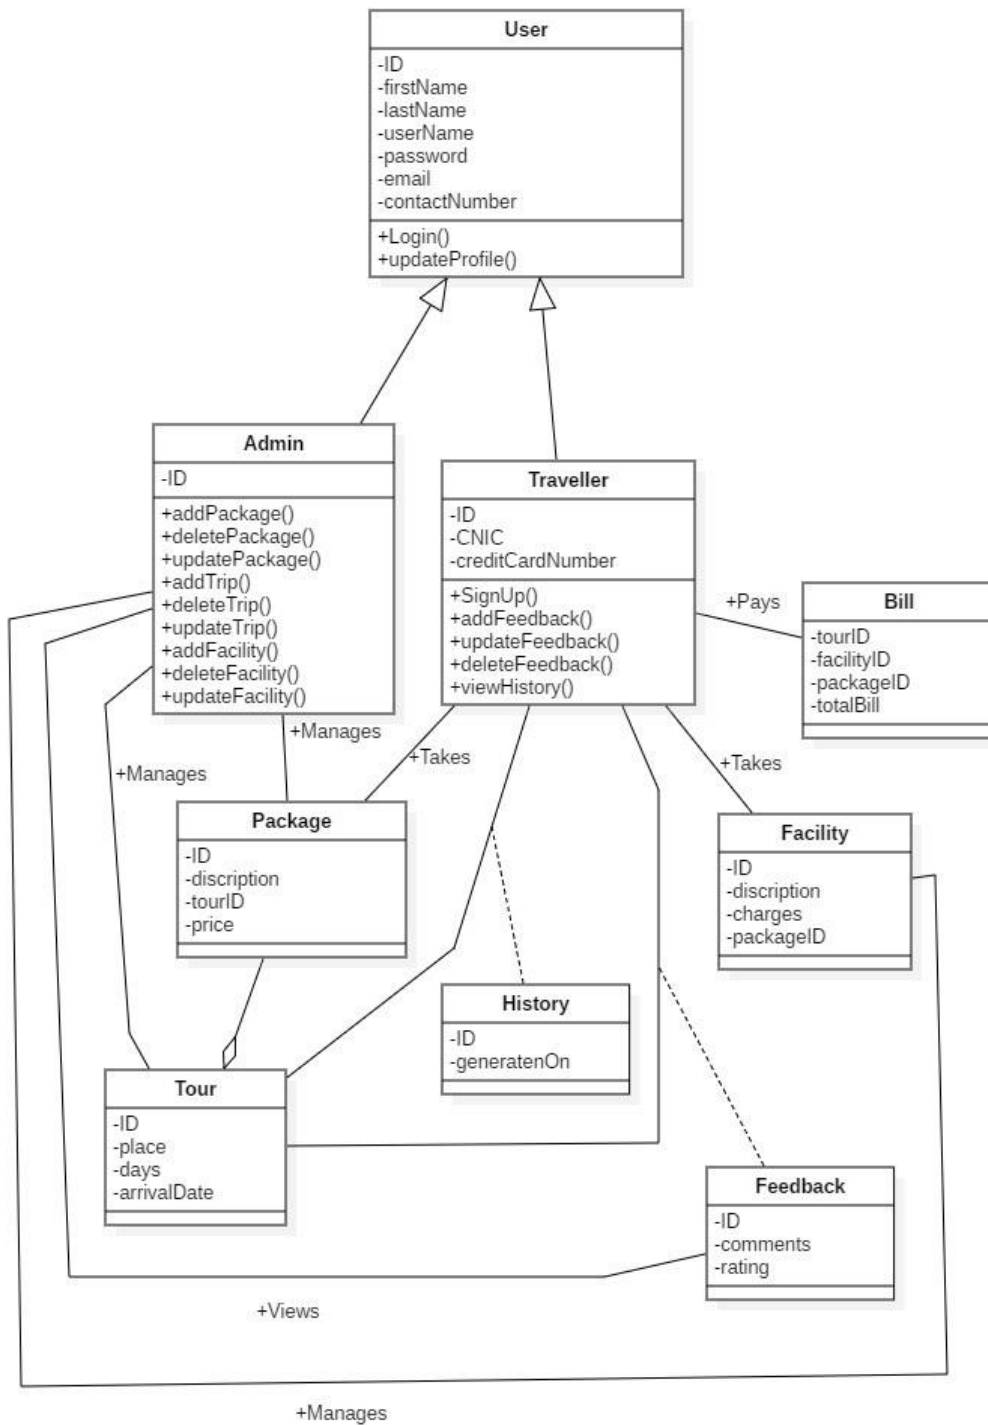 User
-ID
-firstName
-lastName
-userName
-password
-email
-contactNumber
+Login()
+updateProfile()
Admin
-ID
+addPackage()
+deletePackage()
+updatePackage()
+addTrip()
+deleteTrip()
+updateTrip()
+addFacility()
+deleteFacility()
+updateFacility()
Traveller
-ID
-CNIC
-creditCardNumber
+SignUp()
+addFeedback()
+updateFeedback()
+deleteFeedback()
+viewHistory()
+Pays
Bill
-tourID
-facilityID
-packageID
-totalBill
+Manages
+Manages
+Takes
+Takes
Package
-ID
-discription
-tourID
-price
Facility
-ID
-discription
-charges
-packageID
History
-ID
-generatenOn
Tour
-ID
-place
-days
-arrivalDate
Feedback
-ID
-comments
-rating
+Views
+Manages